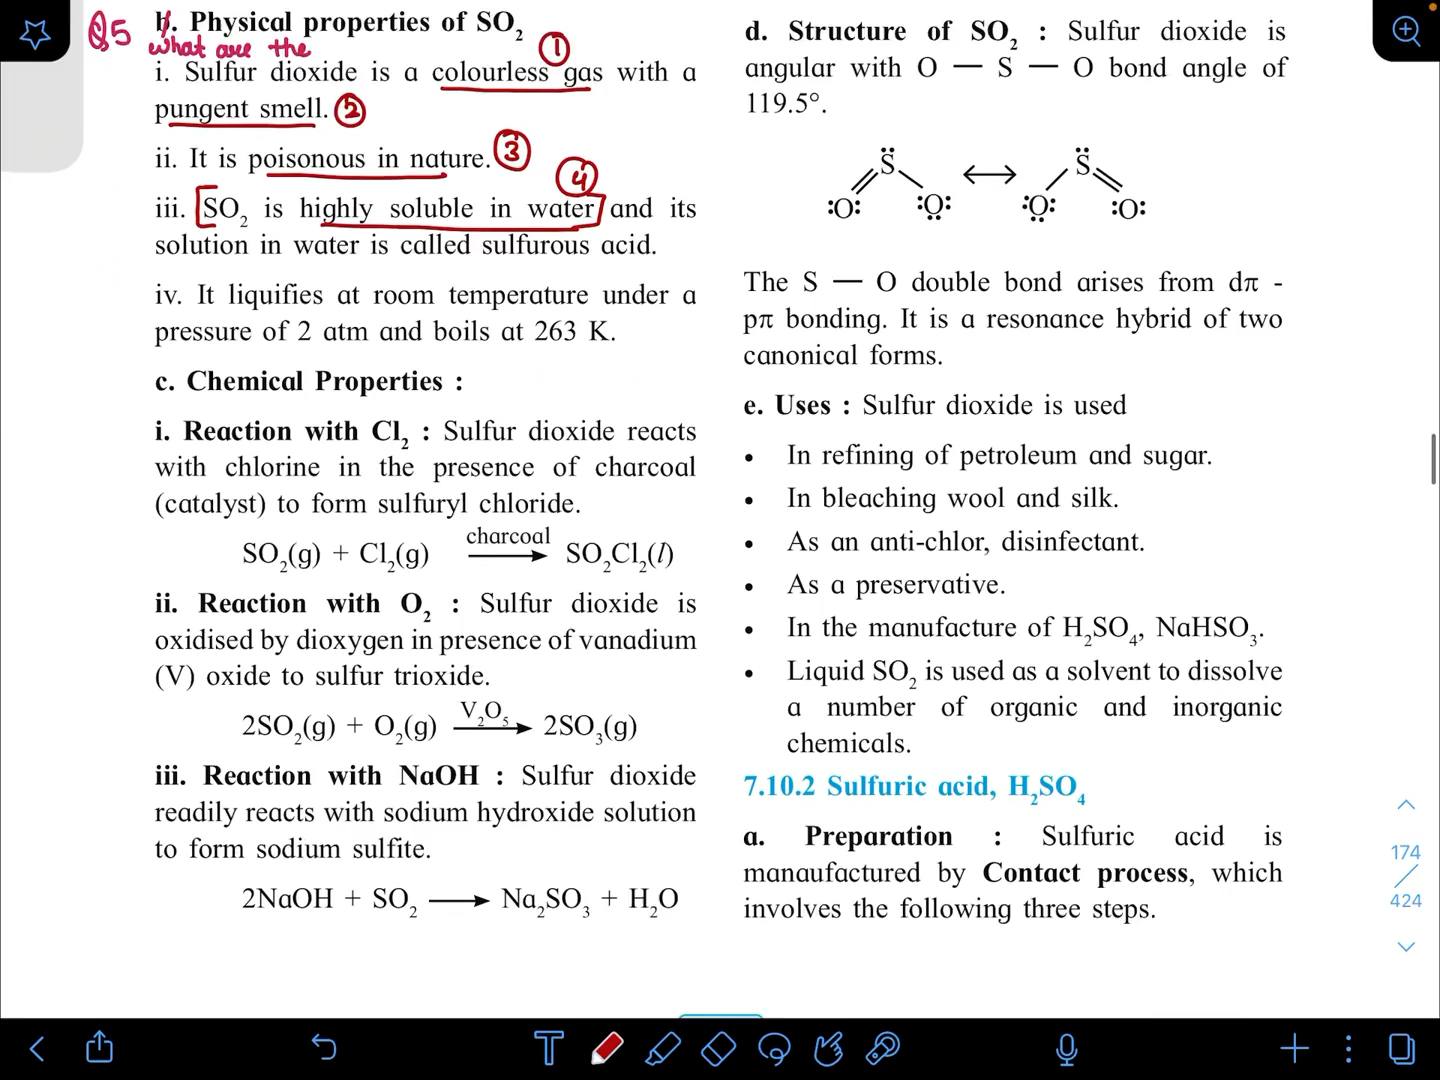 Q5 b. Physical properties of SO₂
what are the
①
i. Sulfur dioxide is a colourless gas with a
pungent smell. ②
ii. It is poisonous in nature. ③
④
iii. [SO₂ is highly soluble in water] and its
solution in water is called sulfurous acid.
iv. It liquifies at room temperature under a
pressure of 2 atm and boils at 263 K.
c. Chemical Properties :
i. Reaction with Cl₂ : Sulfur dioxide reacts
with chlorine in the presence of charcoal
(catalyst) to form sulfuryl chloride.
charcoal
SO₂(g) + Cl₂(g) ⟶ SO₂Cl₂(l)
ii. Reaction with O₂ : Sulfur dioxide is
oxidised by dioxygen in presence of vanadium
(V) oxide to sulfur trioxide.
V₂O₅
2SO₂(g) + O₂(g) ⟶ 2SO₃(g)
iii. Reaction with NaOH : Sulfur dioxide
readily reacts with sodium hydroxide solution
to form sodium sulfite.
2NaOH + SO₂ ⟶ Na₂SO₃ + H₂O
d. Structure of SO₂ : Sulfur dioxide is
angular with O — S — O bond angle of
119.5°.
S ⟷ S
:O: :O: :O: :O:
The S — O double bond arises from dπ -
pπ bonding. It is a resonance hybrid of two
canonical forms.
e. Uses : Sulfur dioxide is used
• In refining of petroleum and sugar.
• In bleaching wool and silk.
• As an anti-chlor, disinfectant.
• As a preservative.
• In the manufacture of H₂SO₄, NaHSO₃.
• Liquid SO₂ is used as a solvent to dissolve
a number of organic and inorganic
chemicals.
7.10.2 Sulfuric acid, H₂SO₄
a. Preparation : Sulfuric acid is
manaufactured by Contact process, which
involves the following three steps.
174
/
424
T